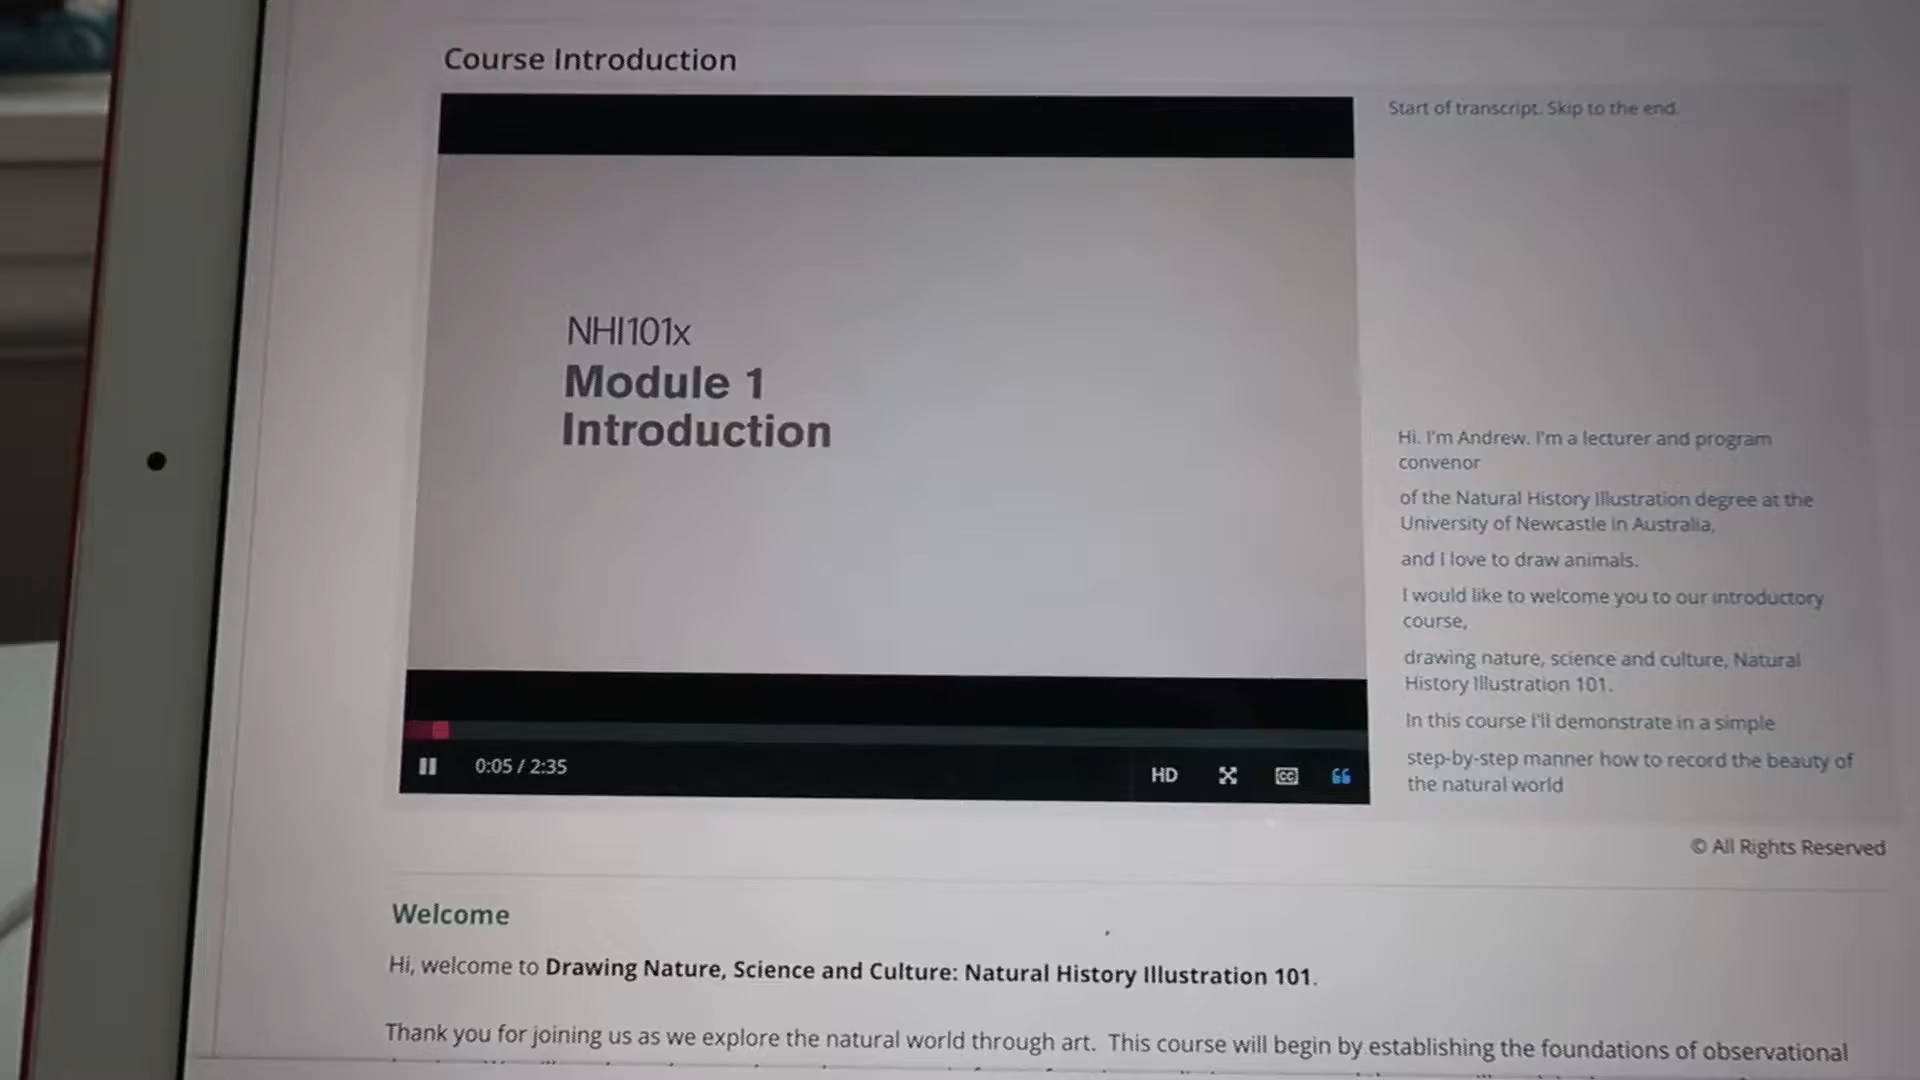 Course Introduction
Start of transcript. Skip to the end.
NHI101x
Module 1
Introduction
Hi. I'm Andrew. I'm a lecturer and program
convenor
of the Natural History Illustration degree at the
University of Newcastle in Australia,
and I love to draw animals.
I would like to welcome you to our introductory
course,
drawing nature, science and culture, Natural
History Illustration 101.
In this course I'll demonstrate in a simple
step-by-step manner how to record the beauty of
the natural world
0:05 / 2:35
HD
CC
© All Rights Reserved
Welcome
Hi, welcome to Drawing Nature, Science and Culture: Natural History Illustration 101.
Thank you for joining us as we explore the natural world through art. This course will begin by establishing the foundations of observational